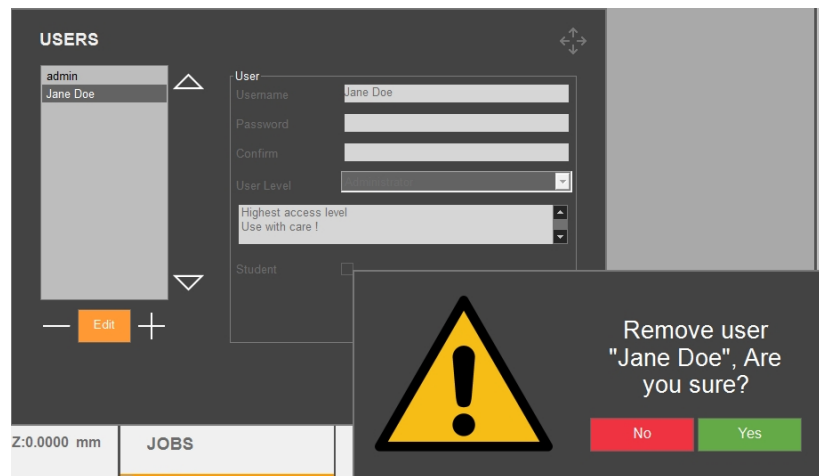 USERS
admin
Jane Doe
User
Username
Jane Doe
Password
Confirm
User Level
Administrator
Highest access level
Use with care !
Student
Edit
Remove user
"Jane Doe", Are
you sure?
No
Yes
Z:0.0000 mm
JOBS